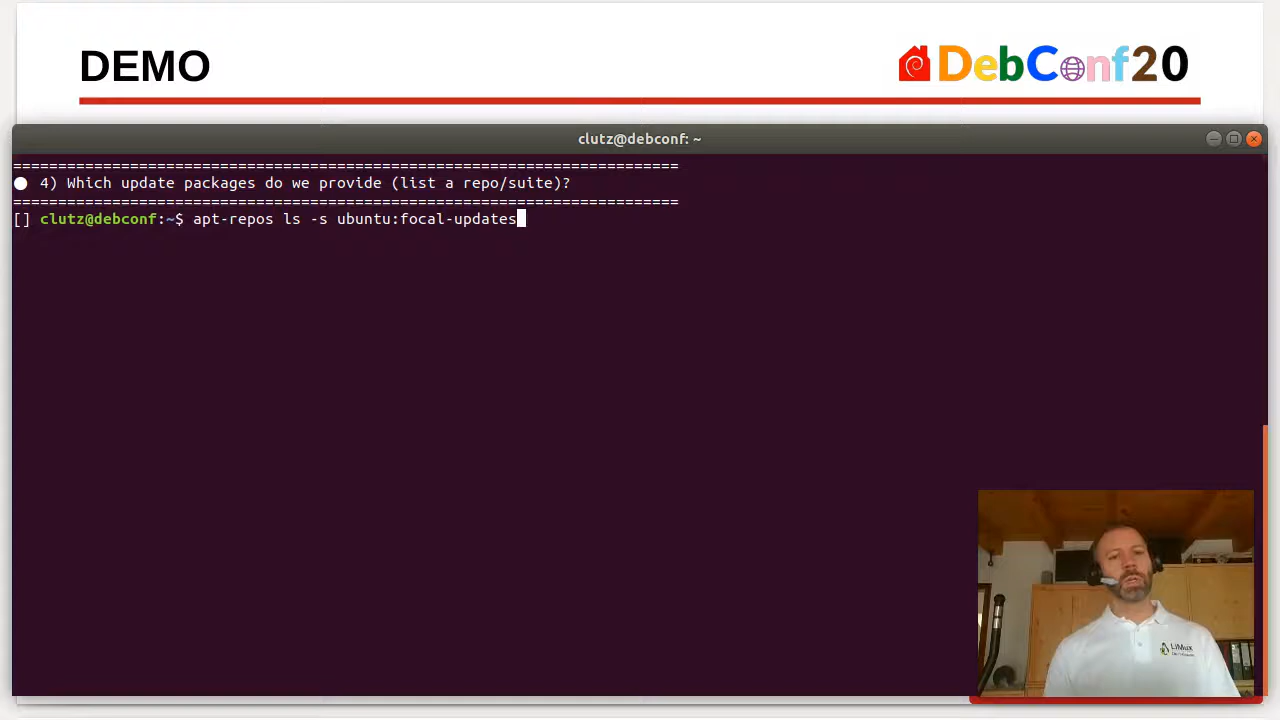 DEMO
DebConf20
clutz@debconf: ~
==========================================================================
4) Which update packages do we provide (list a repo/suite)?
==========================================================================
[] clutz@debconf:~$ apt-repos ls -s ubuntu:focal-updates
LiMux